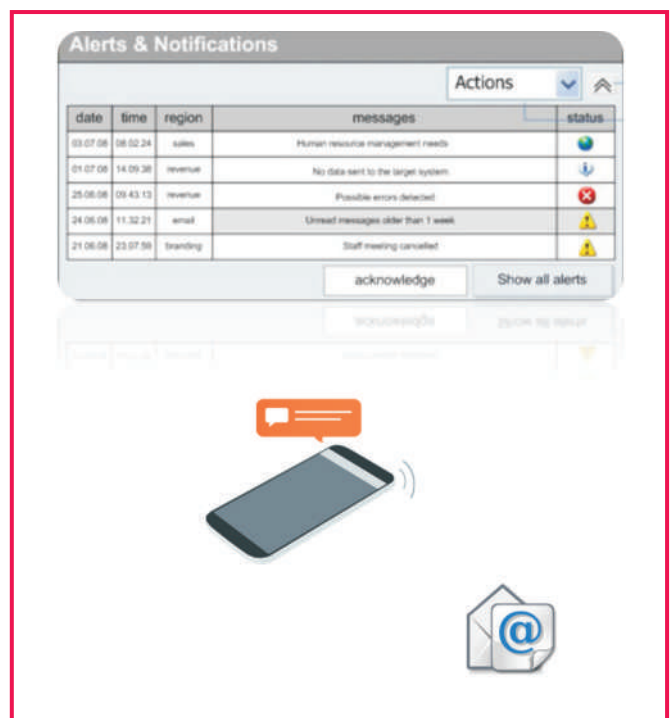 Alerts & Notifications
Actions
date time region messages status
03.07.08 08.02.24 sales Human resource management needs
01.07.08 14.09.38 revenue No data sent to the target system
25.06.08 09.43.13 revenue Possible errors detected
24.06.08 11.32.21 email Unread messages older than 1 week
21.06.08 23.07.59 branding Staff meeting cancelled
acknowledge Show all alerts
@